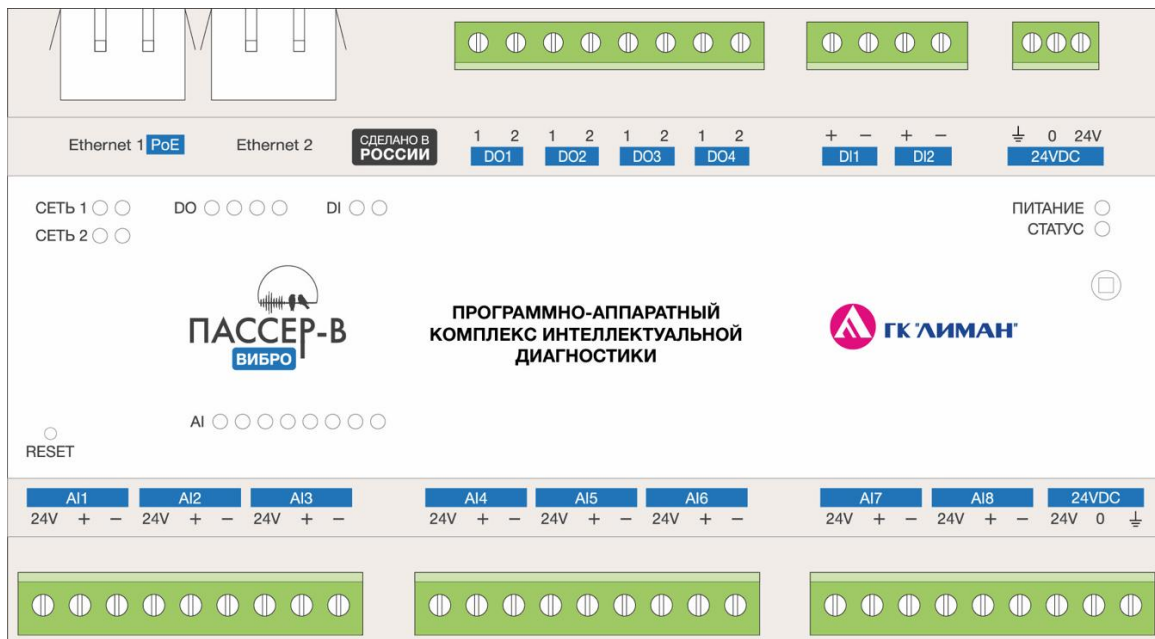 Ethernet 1 PoE
Ethernet 2
СДЕЛАНО В
РОССИИ
1 2 1 2 1 2 1 2
DO1 DO2 DO3 DO4
+ − + −
DI1 DI2
0 24V
24VDC
СЕТЬ 1
СЕТЬ 2
DO
DI
ПИТАНИЕ
СТАТУС
ПАССЕР-В
ВИБРО
ПРОГРАММНО-АППАРАТНЫЙ
КОМПЛЕКС ИНТЕЛЛЕКТУАЛЬНОЙ
ДИАГНОСТИКИ
ГК "ЛИМАН"
AI
RESET
AI1 AI2 AI3 AI4 AI5 AI6 AI7 AI8 24VDC
24V + − 24V + − 24V + − 24V + − 24V + − 24V + − 24V + − 24V + − 24V 0